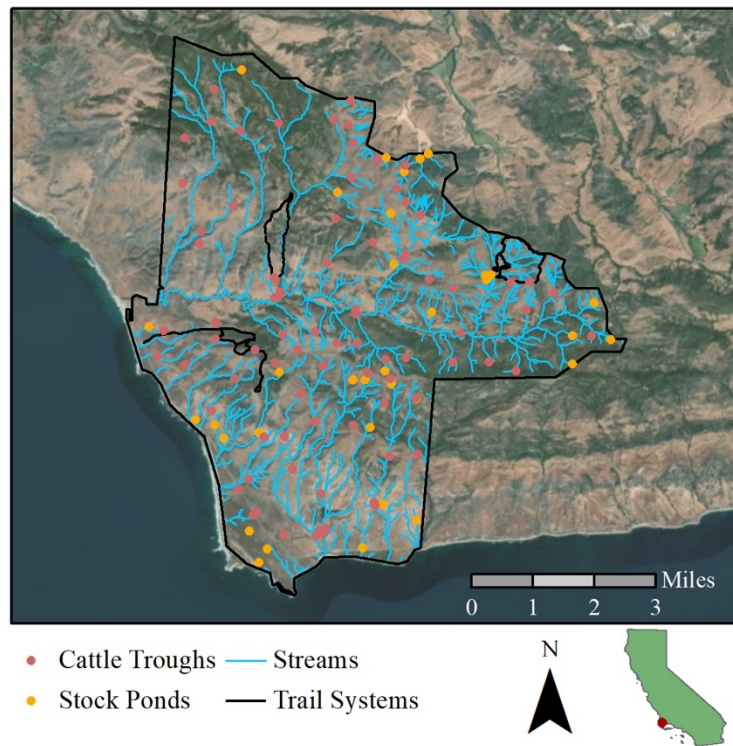 Miles
0 1 2 3
Cattle Troughs
Streams
N
Stock Ponds
Trail Systems